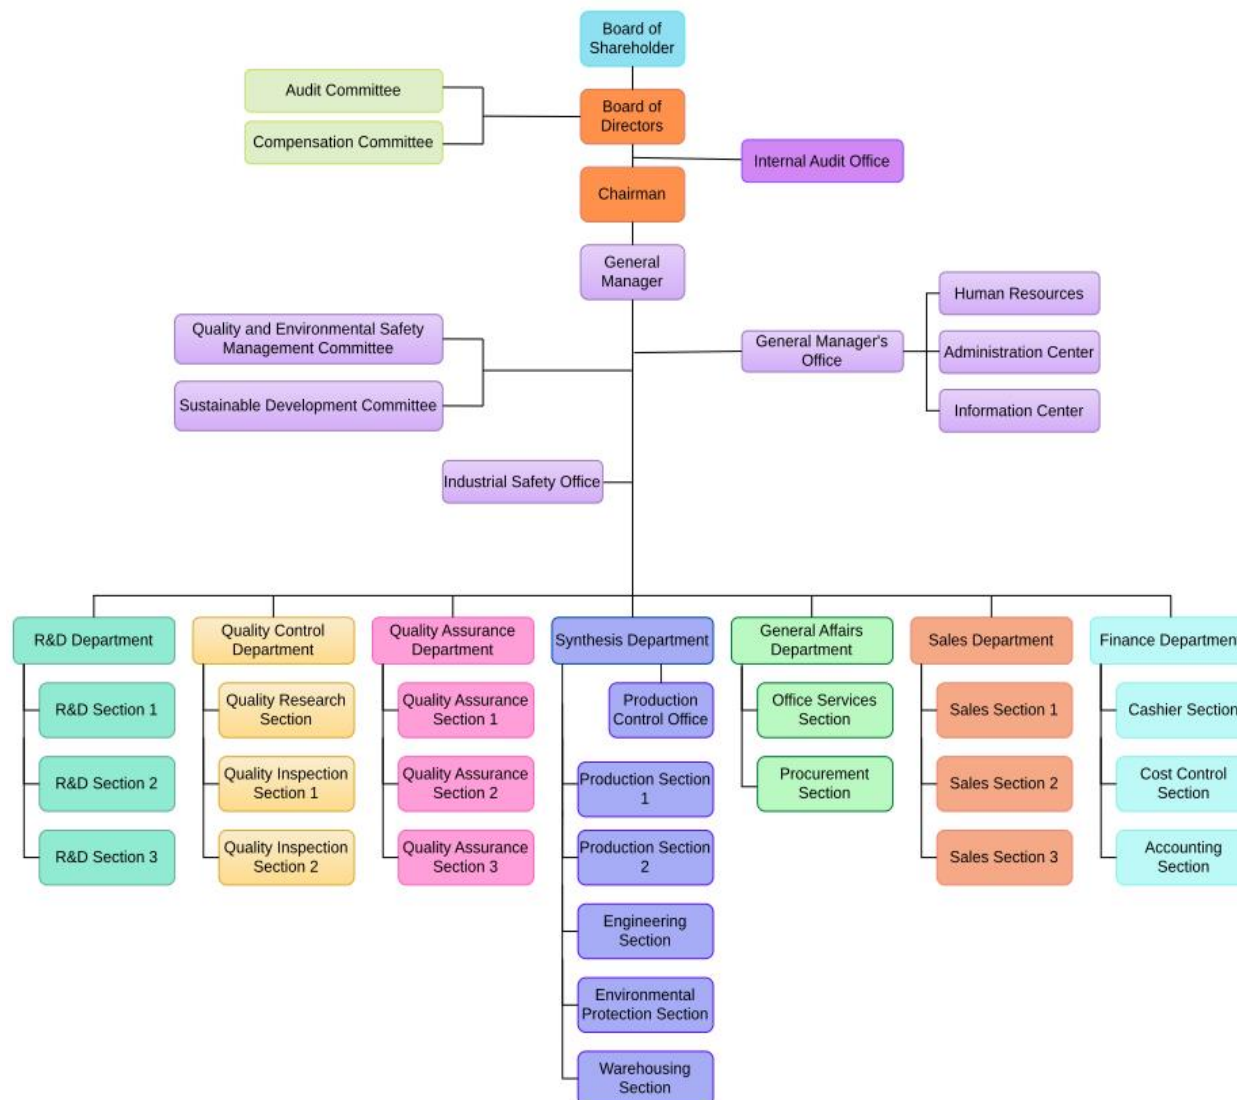 Board of
Shareholder
Audit Committee
Board of
Directors
Compensation Committee
Internal Audit Office
Chairman
General
Manager
Human Resources
Quality and Environmental Safety
Management Committee
General Manager's
Office
Administration Center
Sustainable Development Committee
Information Center
Industrial Safety Office
R&D Department
Quality Control
Department
Quality Assurance
Department
Synthesis Department
General Affairs
Department
Sales Department
Finance Department
R&D Section 1
Quality Research
Section
Quality Assurance
Section 1
Production
Control Office
Office Services
Section
Sales Section 1
Cashier Section
R&D Section 2
Quality Inspection
Section 1
Quality Assurance
Section 2
Production Section
1
Procurement
Section
Sales Section 2
Cost Control
Section
R&D Section 3
Quality Inspection
Section 2
Quality Assurance
Section 3
Production Section
2
Sales Section 3
Accounting
Section
Engineering
Section
Environmental
Protection Section
Warehousing
Section